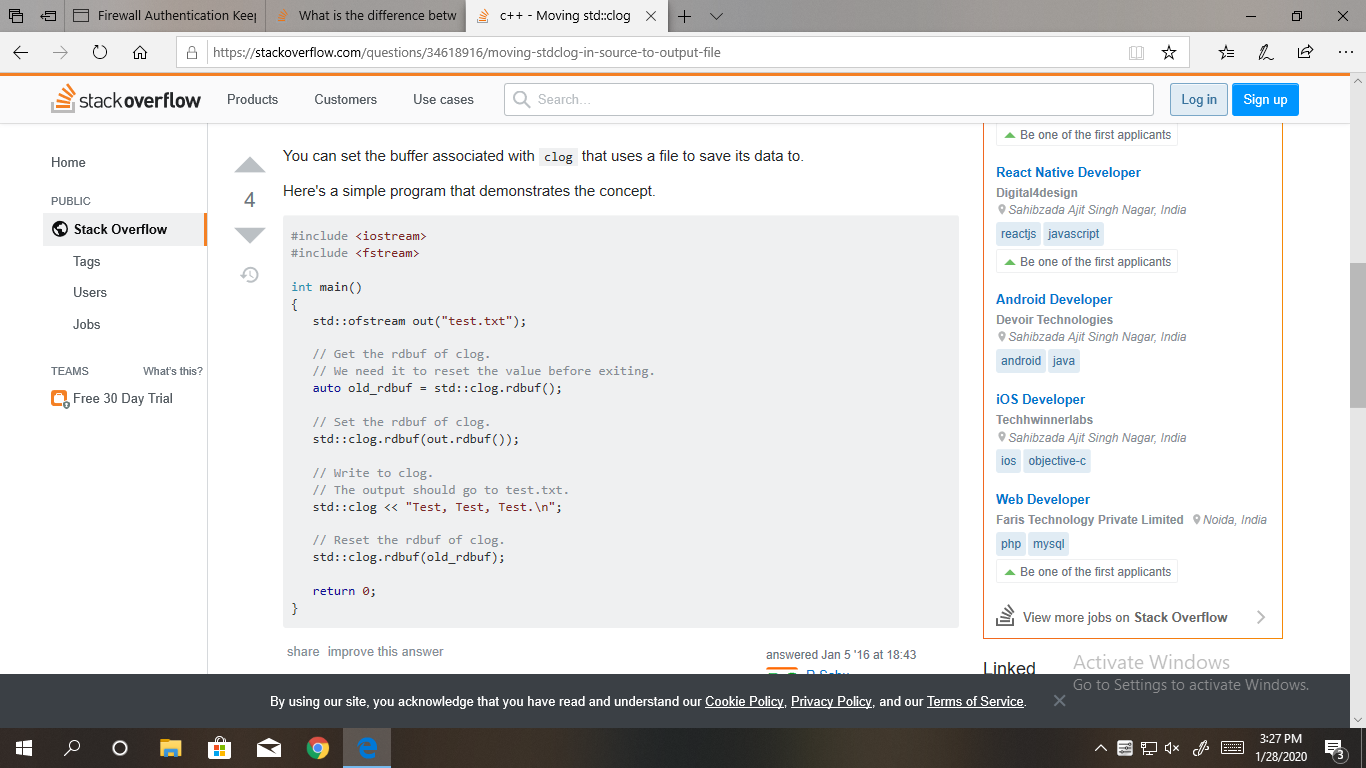 Firewall Authentication Keep
What is the difference betw
c++ - Moving std::clog
https://stackoverflow.com/questions/34618916/moving-stdclog-in-source-to-output-file
stackoverflow
Products
Customers
Use cases
Search...
Log in
Sign up
Home
PUBLIC
Stack Overflow
Tags
Users
Jobs
TEAMS What's this?
Free 30 Day Trial
4
You can set the buffer associated with clog that uses a file to save its data to.
Here's a simple program that demonstrates the concept.
#include <iostream>
#include <fstream>
int main()
{
std::ofstream out("test.txt");
// Get the rdbuf of clog.
// We need it to reset the value before exiting.
auto old_rdbuf = std::clog.rdbuf();
// Set the rdbuf of clog.
std::clog.rdbuf(out.rdbuf());
// Write to clog.
// The output should go to test.txt.
std::clog << "Test, Test, Test.\n";
// Reset the rdbuf of clog.
std::clog.rdbuf(old_rdbuf);
return 0;
}
share improve this answer
answered Jan 5 '16 at 18:43
Be one of the first applicants
React Native Developer
Digital4design
Sahibzada Ajit Singh Nagar, India
reactjs javascript
Be one of the first applicants
Android Developer
Devoir Technologies
Sahibzada Ajit Singh Nagar, India
android java
iOS Developer
Techhwinnerlabs
Sahibzada Ajit Singh Nagar, India
ios objective-c
Web Developer
Faris Technology Private Limited Noida, India
php mysql
Be one of the first applicants
View more jobs on Stack Overflow
Linked
Activate Windows
Go to Settings to activate Windows.
By using our site, you acknowledge that you have read and understand our Cookie Policy, Privacy Policy, and our Terms of Service.
3:27 PM
1/28/2020
3